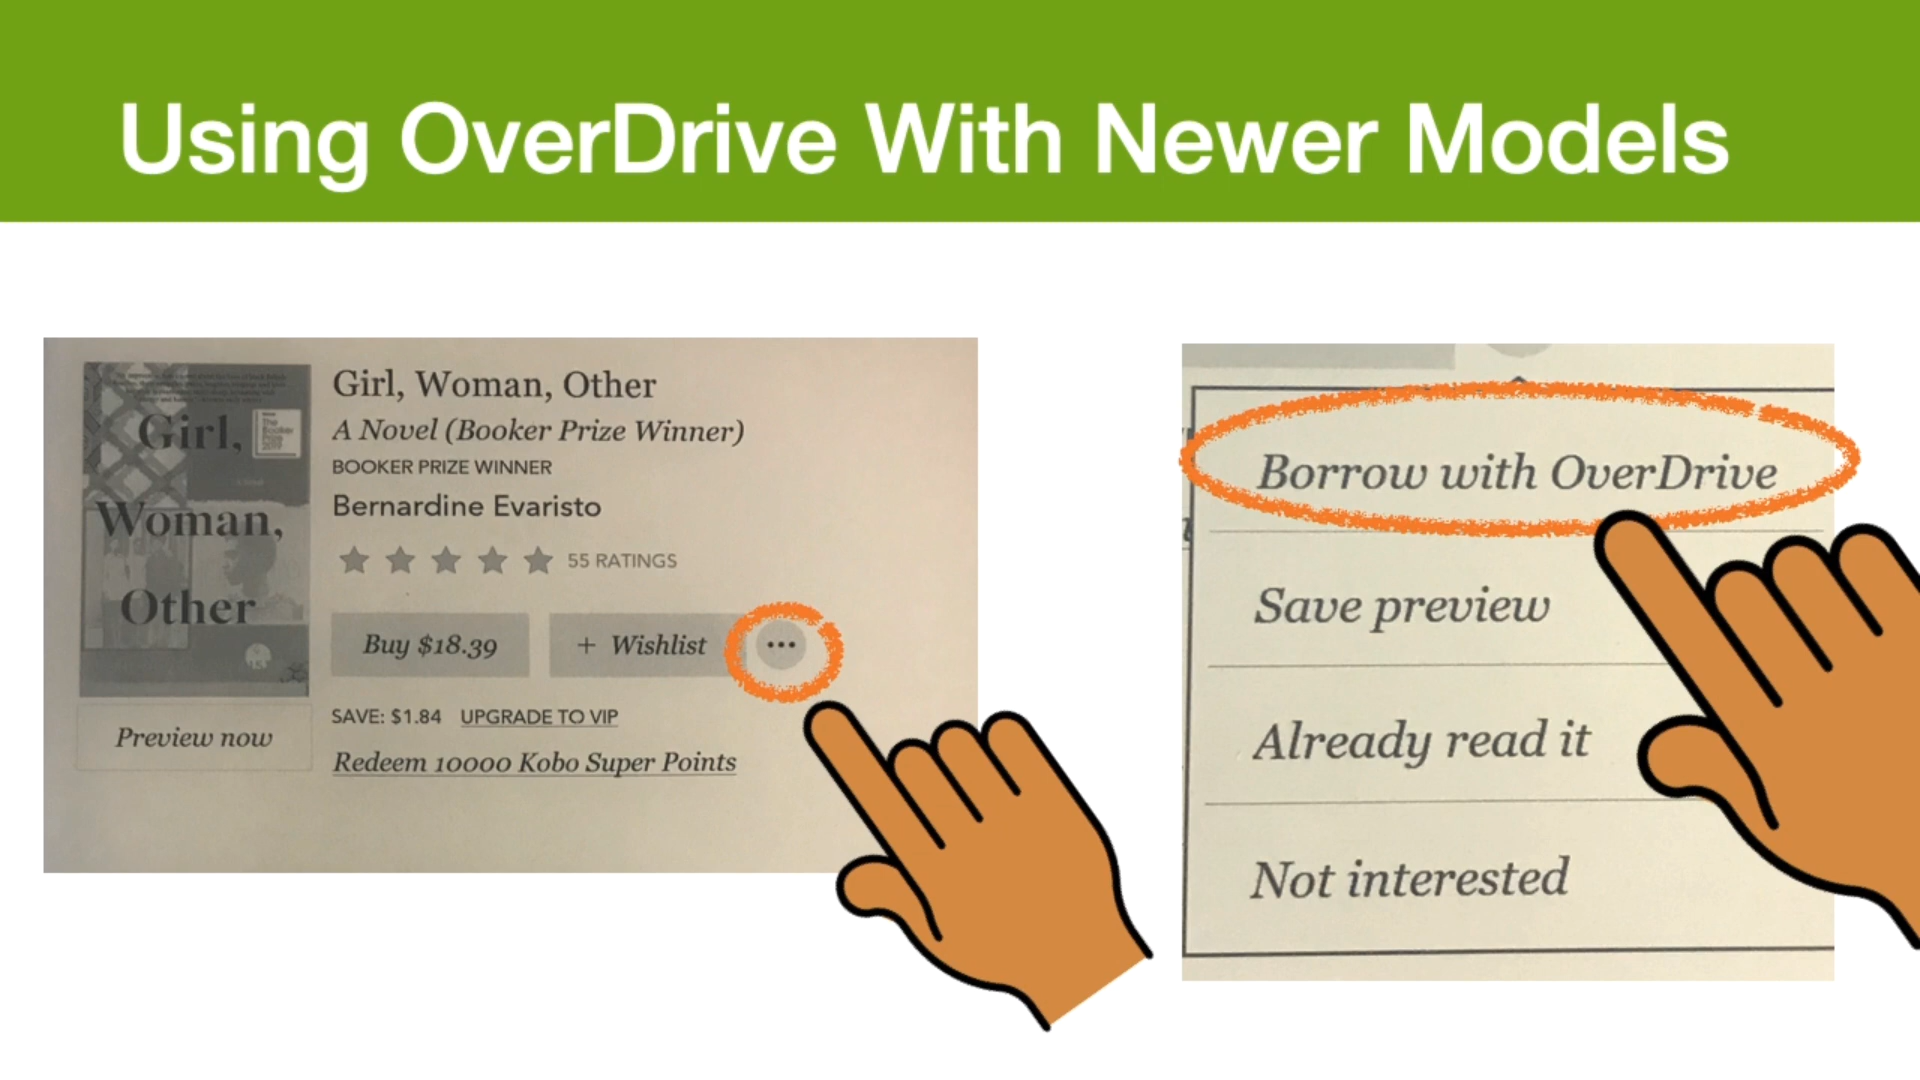 Using OverDrive With Newer Models
Girl,
Woman,
Other
Preview now
Girl, Woman, Other
A Novel (Booker Prize Winner)
BOOKER PRIZE WINNER
Bernardine Evaristo
55 RATINGS
Buy $18.39
+ Wishlist
...
SAVE: $1.84 UPGRADE TO VIP
Redeem 10000 Kobo Super Points
Borrow with OverDrive
Save preview
Already read it
Not interested